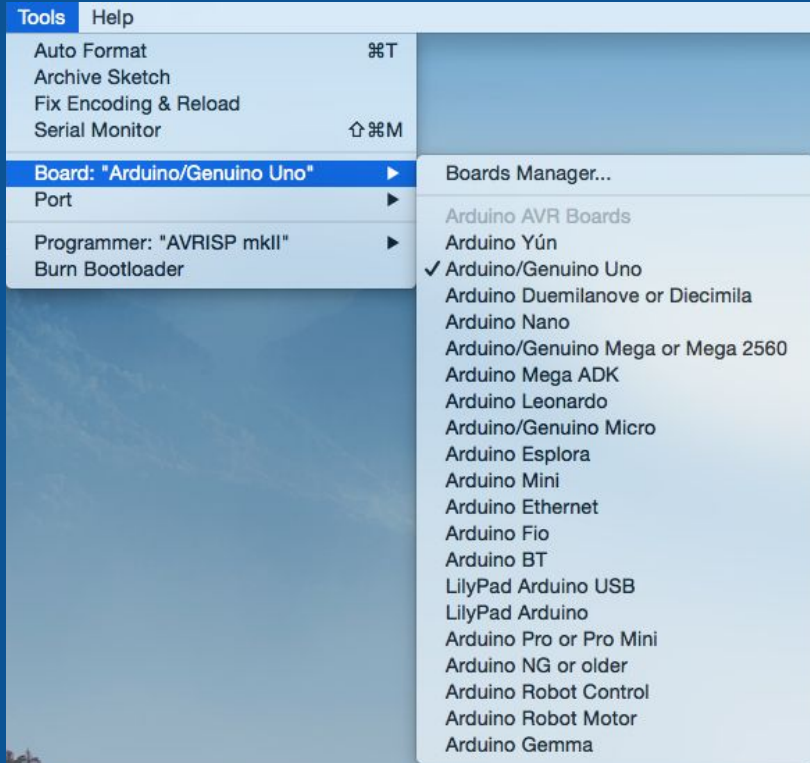 Tools Help
Auto Format ⌘T
Archive Sketch
Fix Encoding & Reload
Serial Monitor ⇧⌘M
Board: "Arduino/Genuino Uno" ▶
Port ▶
Programmer: "AVRISP mkII" ▶
Burn Bootloader
Boards Manager...
Arduino AVR Boards
Arduino Yún
✓ Arduino/Genuino Uno
Arduino Duemilanove or Diecimila
Arduino Nano
Arduino/Genuino Mega or Mega 2560
Arduino Mega ADK
Arduino Leonardo
Arduino/Genuino Micro
Arduino Esplora
Arduino Mini
Arduino Ethernet
Arduino Fio
Arduino BT
LilyPad Arduino USB
LilyPad Arduino
Arduino Pro or Pro Mini
Arduino NG or older
Arduino Robot Control
Arduino Robot Motor
Arduino Gemma